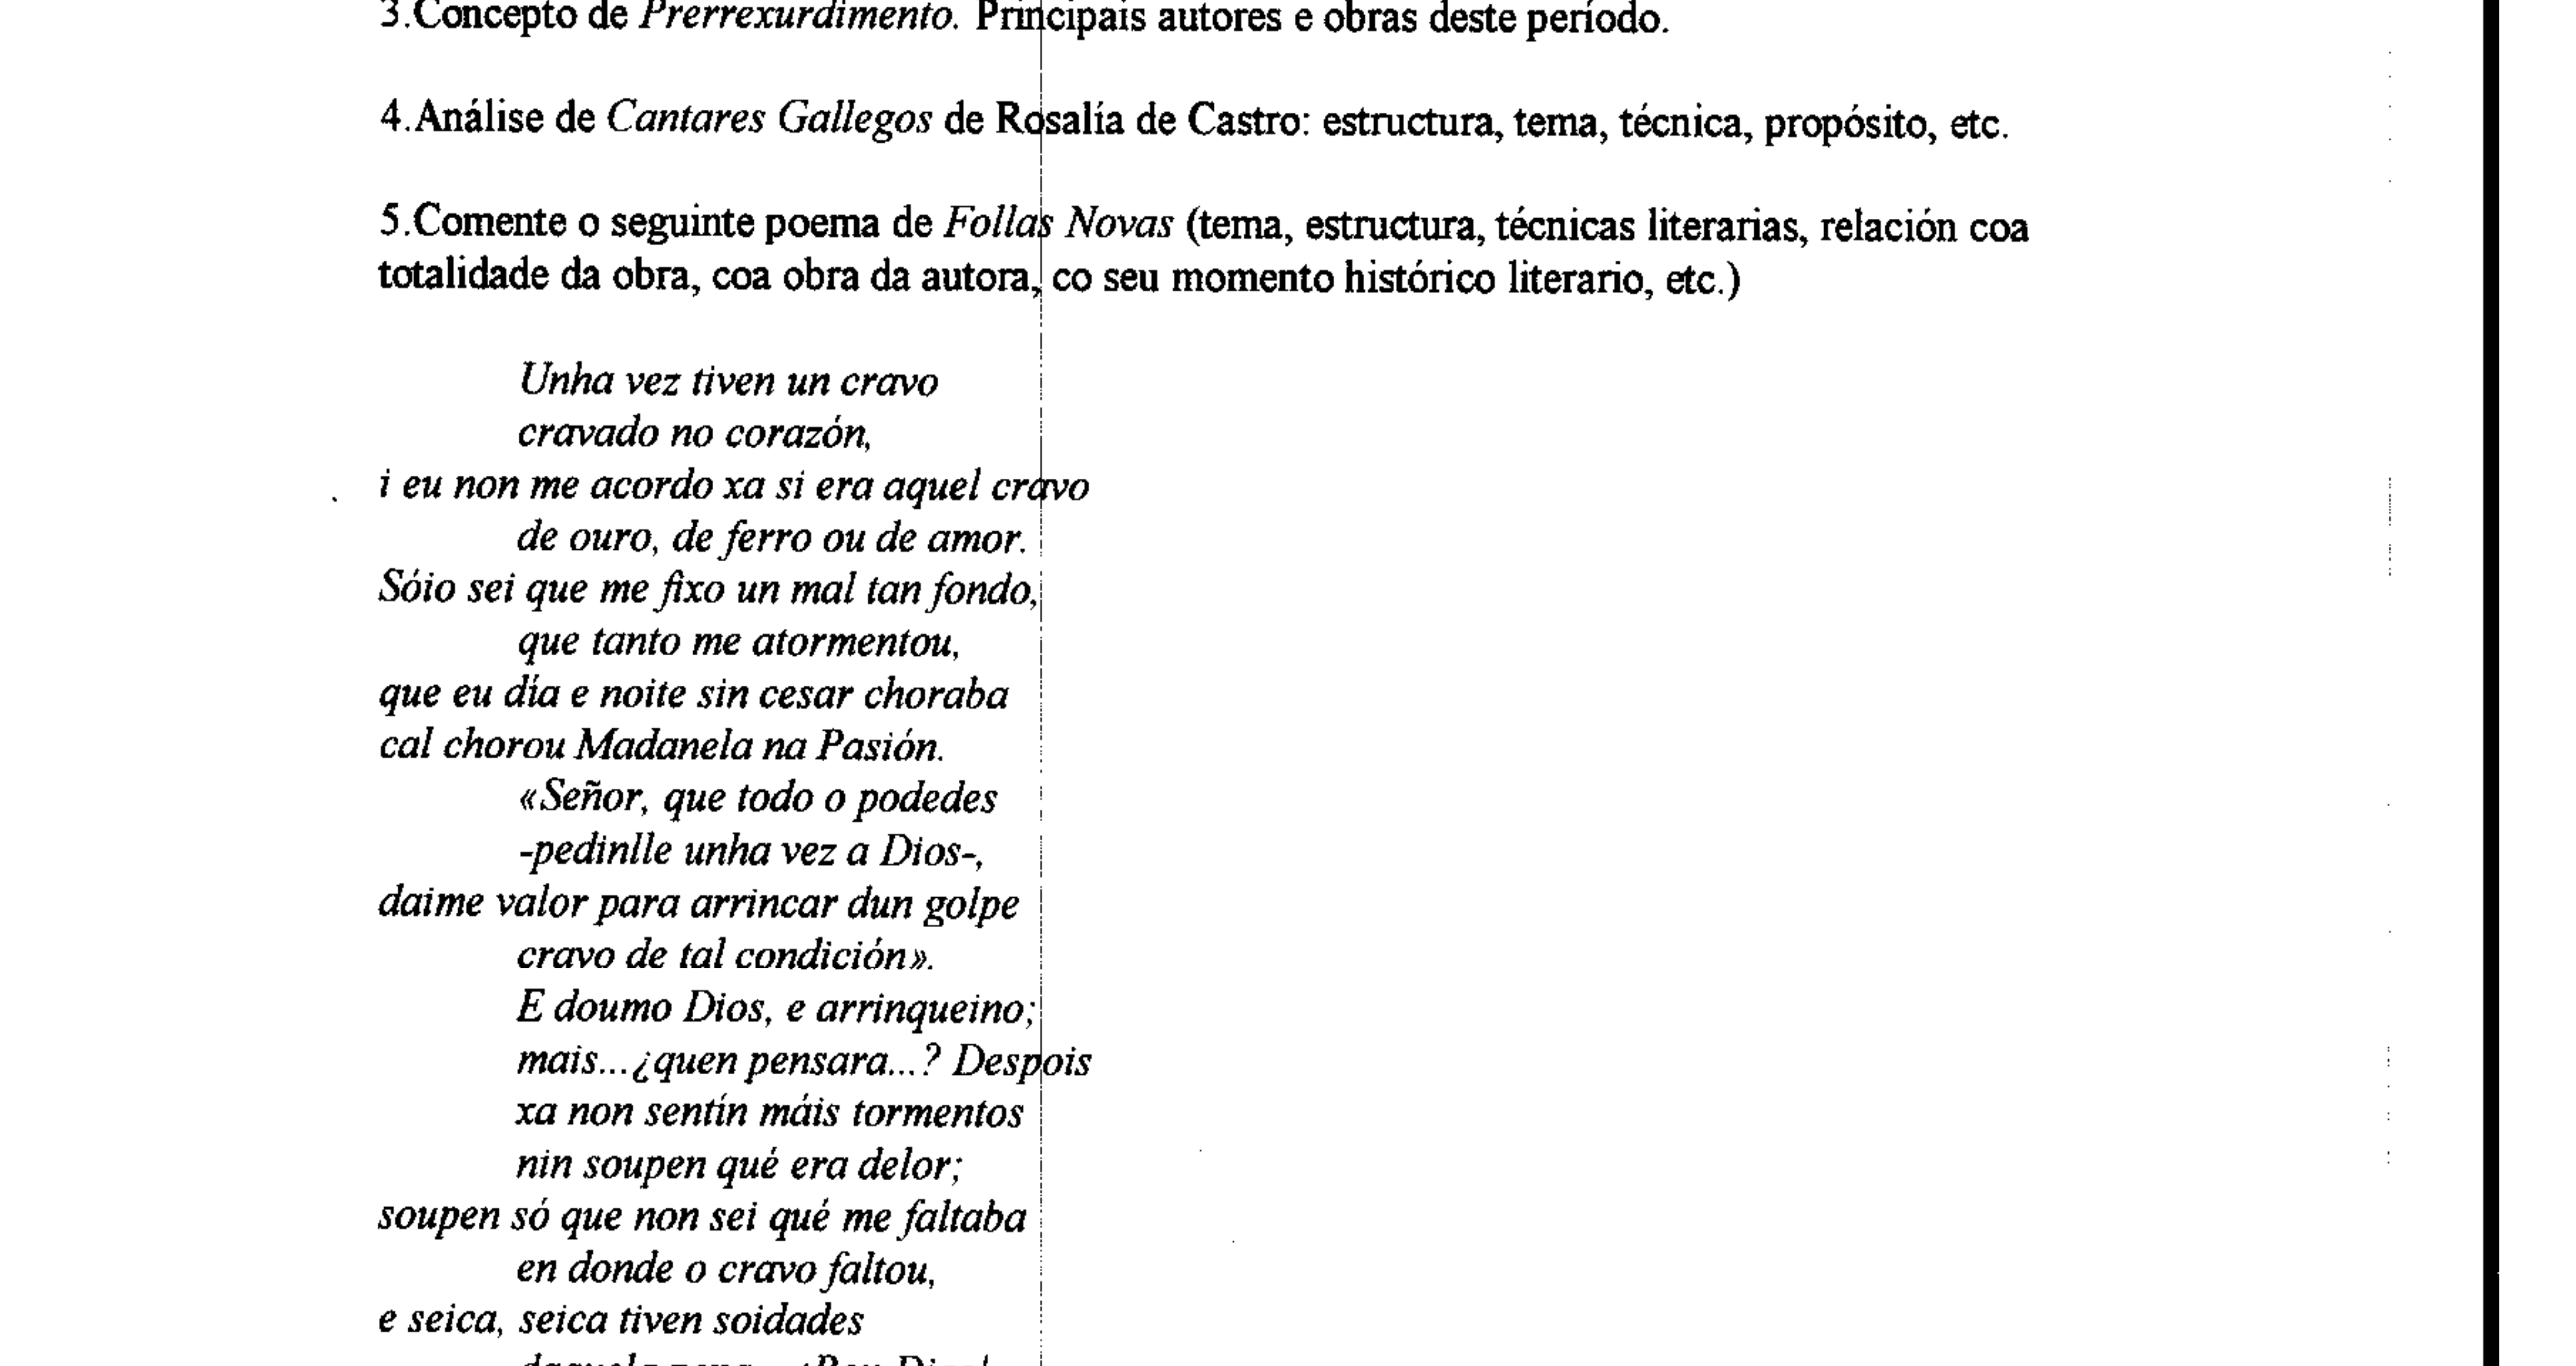 3.Concepto de Prerrexurdimento. Principais autores e obras deste período.
4.Análise de Cantares Gallegos de Rosalía de Castro: estructura, tema, técnica, propósito, etc.
5.Comente o seguinte poema de Follas Novas (tema, estructura, técnicas literarias, relación coa
totalidade da obra, coa obra da autora, co seu momento histórico literario, etc.)
Unha vez tiven un cravo
cravado no corazón,
i eu non me acordo xa si era aquel cravo
de ouro, de ferro ou de amor.
Sóio sei que me fixo un mal tan fondo,
que tanto me atormentou,
que eu día e noite sin cesar choraba
cal chorou Madanela na Pasión.
«Señor, que todo o podedes
-pedinlle unha vez a Dios-,
daime valor para arrincar dun golpe
cravo de tal condición».
E doumo Dios, e arrinqueino;
mais...¿quen pensara...? Despois
xa non sentín máis tormentos
nin soupen qué era delor;
soupen só que non sei qué me faltaba
en donde o cravo faltou,
e seica, seica tiven soidades